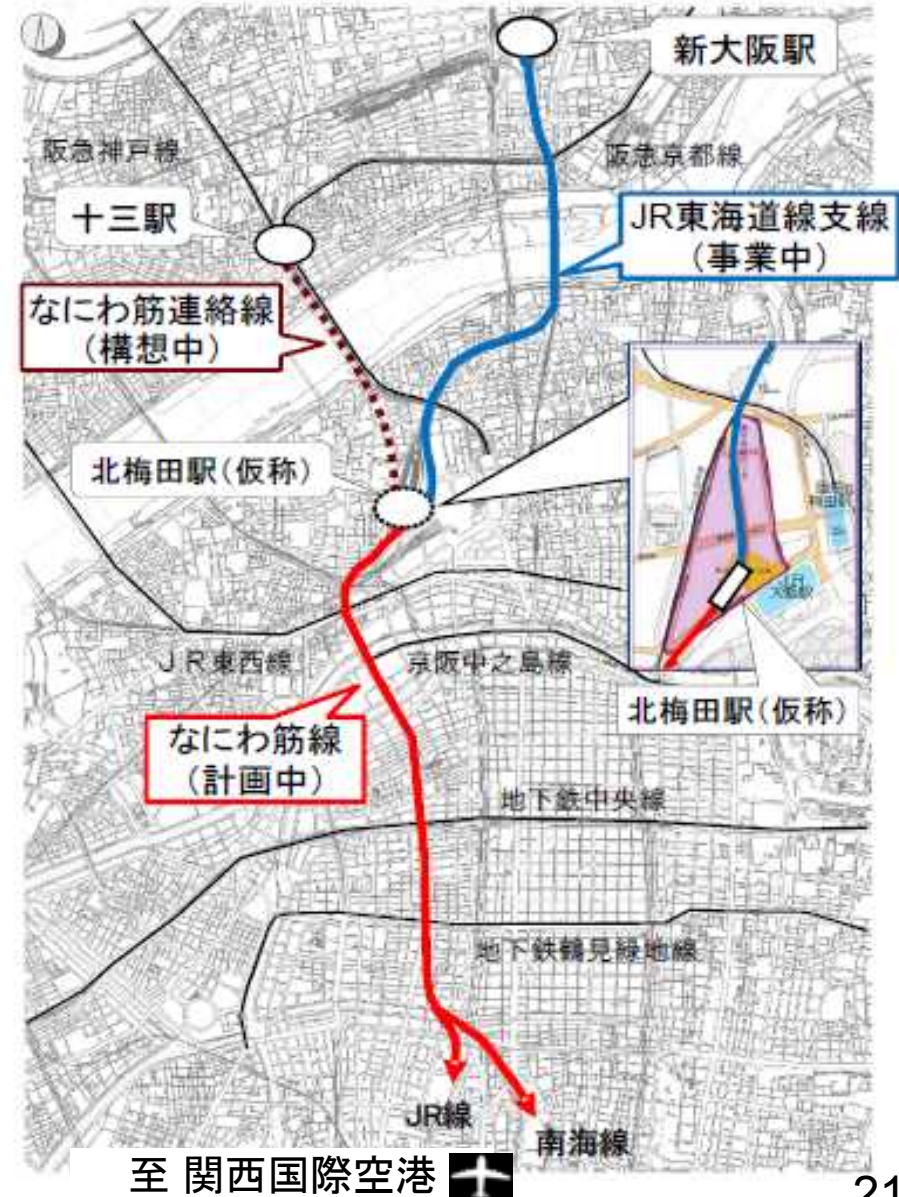 新大阪駅
阪急神戸線
阪急京都線
十三駅
JR東海道線支線
(事業中)
なにわ筋連絡線
(構想中)
北梅田駅(仮称)
JR
大阪駅
JR東西線
京阪中之島線
北梅田駅(仮称)
なにわ筋線
(計画中)
地下鉄中央線
地下鉄鶴見緑地線
JR線
南海線
至 関西国際空港
21